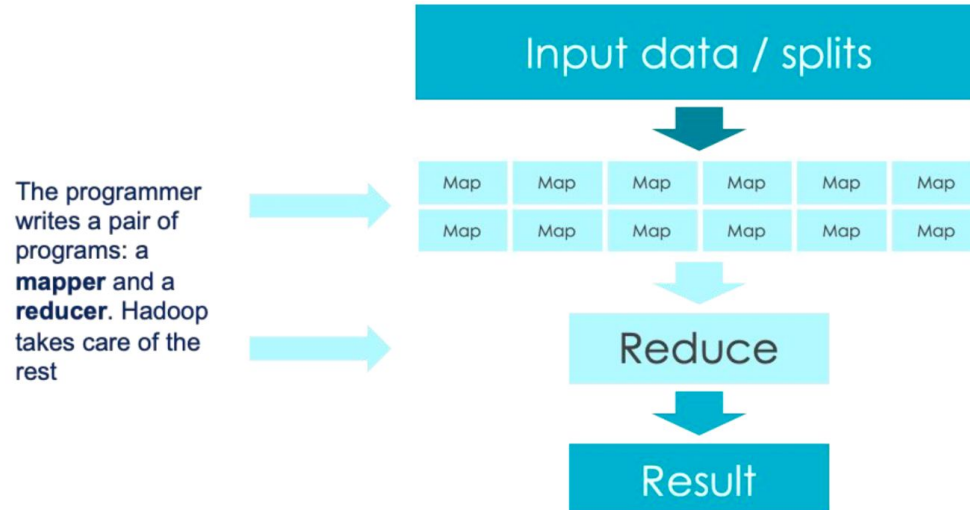 Input data / splits
Map Map Map Map Map Map
Map Map Map Map Map Map
The programmer
writes a pair of
programs: a
mapper and a
reducer. Hadoop
takes care of the
rest
Reduce
Result